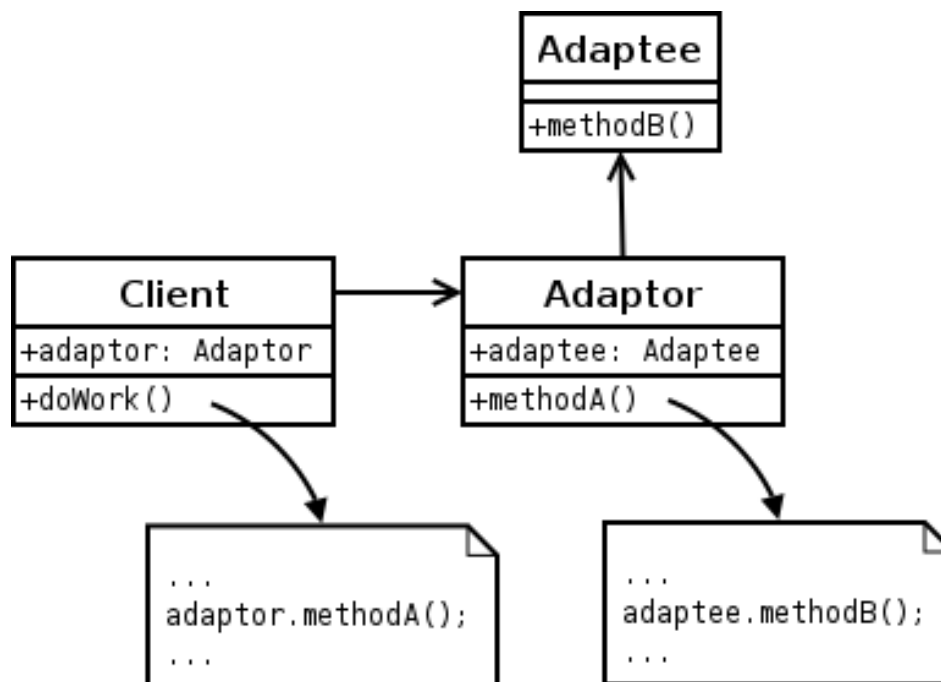 Adaptee
+methodB()
Client
+adaptor: Adaptor
+doWork()
Adaptor
+adaptee: Adaptee
+methodA()
...
adaptor.methodA();
...
...
adaptee.methodB();
...